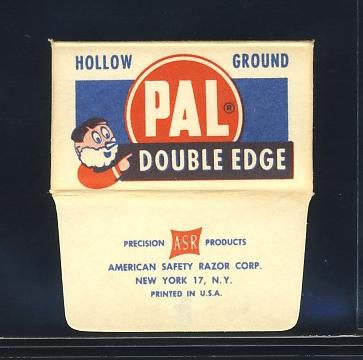 HOLLOW GROUND
PAL®
DOUBLE EDGE
PRECISION ASR PRODUCTS
AMERICAN SAFETY RAZOR CORP.
NEW YORK 17, N.Y.
PRINTED IN U.S.A.